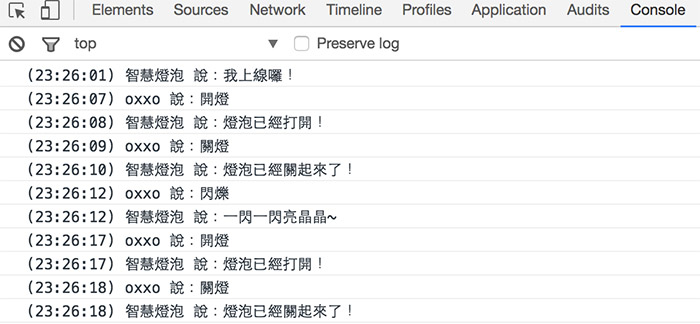 Elements Sources Network Timeline Profiles Application Audits Console
top Preserve log
(23:26:01) 智慧燈泡 說：我上線囉！
(23:26:07) oxxo 說：開燈
(23:26:08) 智慧燈泡 說：燈泡已經打開！
(23:26:09) oxxo 說：關燈
(23:26:10) 智慧燈泡 說：燈泡已經關起來了！
(23:26:12) oxxo 說：閃爍
(23:26:12) 智慧燈泡 說：一閃一閃亮晶晶~
(23:26:17) oxxo 說：開燈
(23:26:17) 智慧燈泡 說：燈泡已經打開！
(23:26:18) oxxo 說：關燈
(23:26:18) 智慧燈泡 說：燈泡已經關起來了！